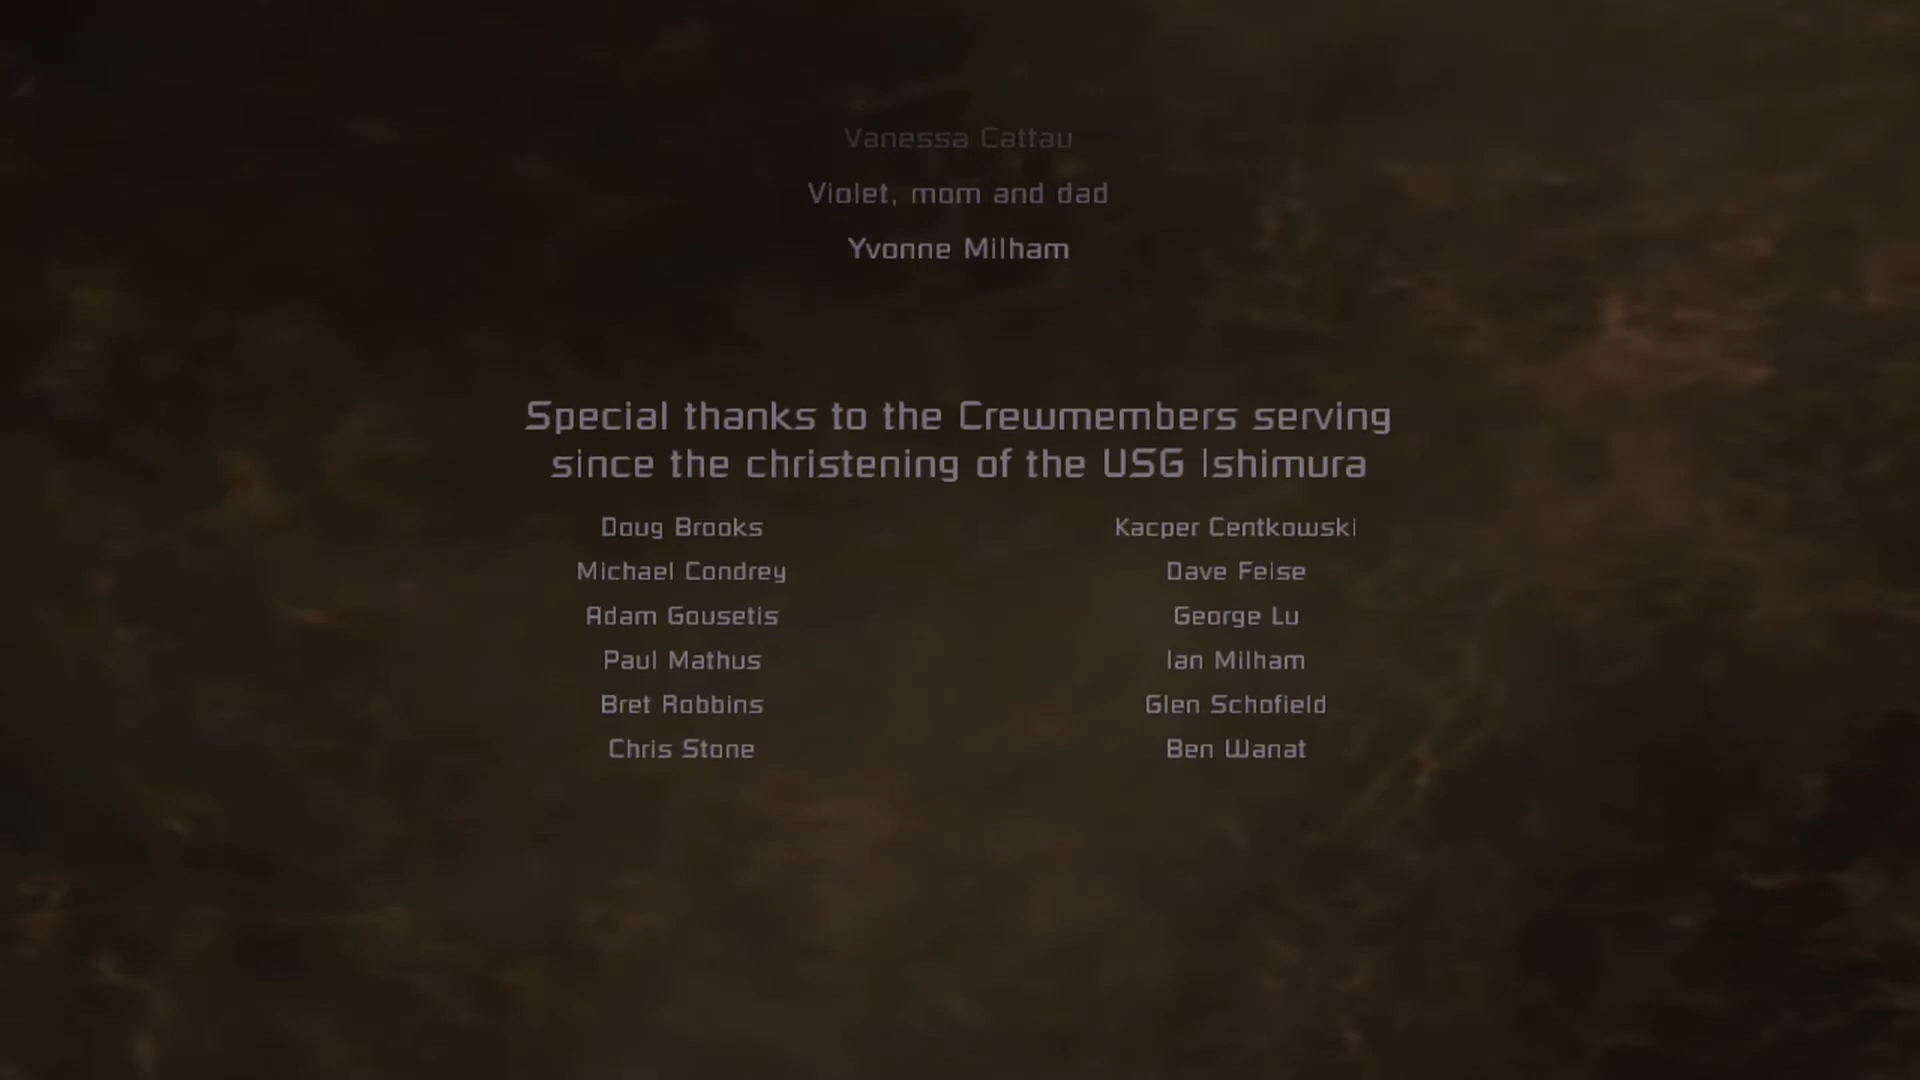 Vanessa Cattau
Violet, mom and dad
Yvonne Milham
Special thanks to the Crewmembers serving
since the christening of the USG Ishimura
Doug Brooks
Kacper Centkowski
Michael Condrey
Dave Feise
Adam Gousetis
George Lu
Paul Mathus
Ian Milham
Bret Robbins
Glen Schofield
Chris Stone
Ben Wanat